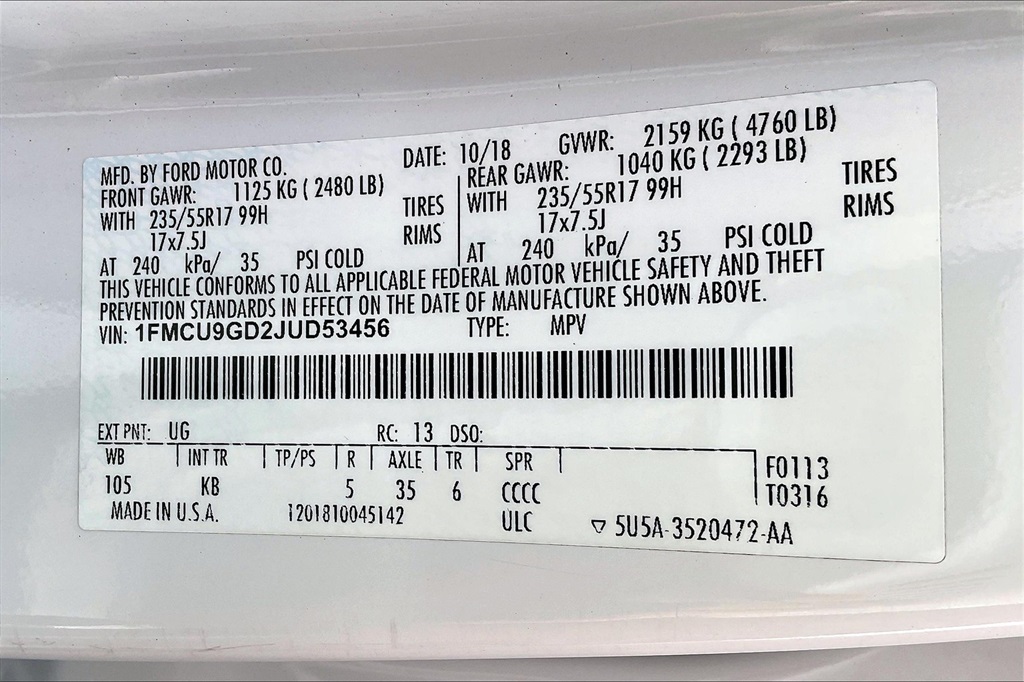 MFD. BY FORD MOTOR CO. DATE: 10/18 GVWR: 2159 KG ( 4760 LB)
FRONT GAWR: 1125 KG ( 2480 LB) REAR GAWR: 1040 KG ( 2293 LB)
WITH 235/55R17 99H TIRES WITH 235/55R17 99H TIRES
17x7.5J RIMS 17x7.5J RIMS
AT 240 kPa/ 35 PSI COLD AT 240 kPa/ 35 PSI COLD
THIS VEHICLE CONFORMS TO ALL APPLICABLE FEDERAL MOTOR VEHICLE SAFETY AND THEFT
PREVENTION STANDARDS IN EFFECT ON THE DATE OF MANUFACTURE SHOWN ABOVE.
VIN: 1FMCU9GD2JUD53456 TYPE: MPV
EXT PNT: UG RC: 13 DSO:
WB INT TR TP/PS R AXLE TR SPR F0113
105 KB 5 35 6 CCCC T0316
MADE IN U.S.A. 1201810045142 ULC ▽ 5U5A-3520472-AA